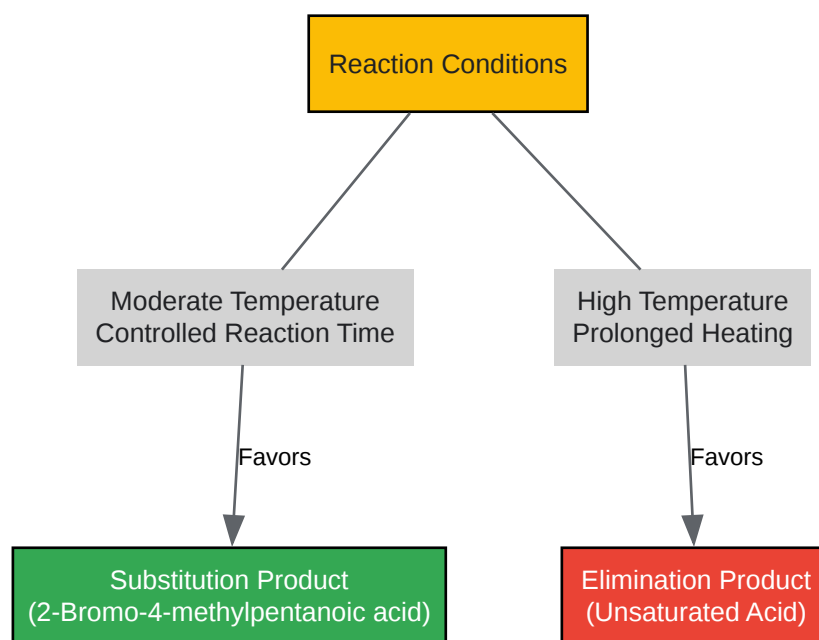 Reaction Conditions
Moderate Temperature
Controlled Reaction Time
High Temperature
Prolonged Heating
Favors
Favors
Substitution Product
(2-Bromo-4-methylpentanoic acid)
Elimination Product
(Unsaturated Acid)